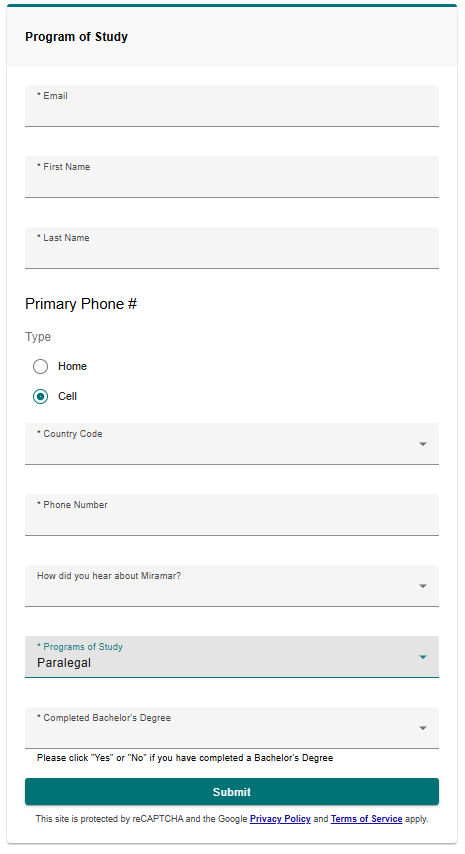 Program of Study
* Email
* First Name
* Last Name
Primary Phone #
Type
Home
Cell
* Country Code
* Phone Number
How did you hear about Miramar?
* Programs of Study
Paralegal
* Completed Bachelor's Degree
Please click "Yes" or "No" if you have completed a Bachelor's Degree
Submit
This site is protected by reCAPTCHA and the Google Privacy Policy and Terms of Service apply.